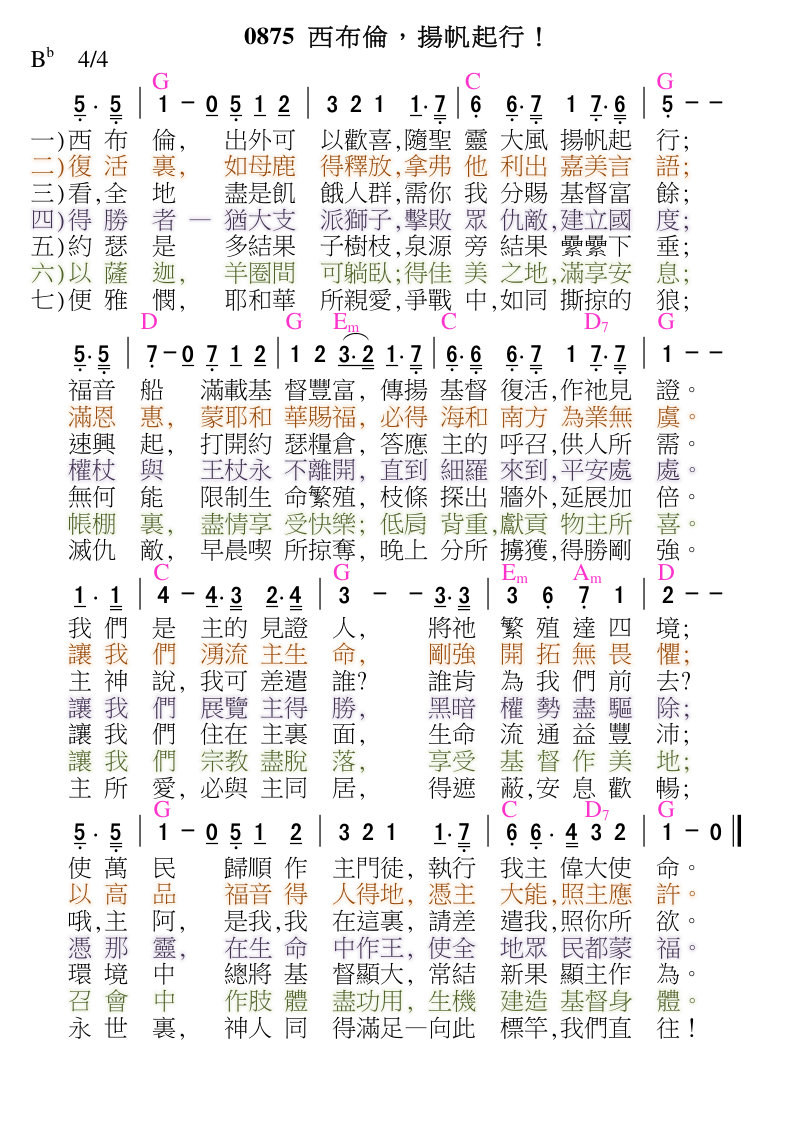 0875 西布倫，揚帆起行！
B♭ 4/4
G C G
5· 5 | 1 - 0 5 1 2 | 3 2 1 1·7 | 6 6·7 1 7·6 | 5 - -
一)西 布 倫, 出外可 以歡喜,隨聖 靈 大風 揚帆起 行;
二)復 活 裏, 如母鹿 得釋放,拿弗 他 利出 嘉美言 語;
三)看,全 地 盡是飢 餓人群,需你 我 分賜 基督富 餘;
四)得 勝 者 — 猶大支 派獅子,擊敗 眾 仇敵,建立國 度;
五)約 瑟 是 多結果 子樹枝,泉源 旁 結果 纍纍下 垂;
六)以 薩 迦, 羊圈間 可躺臥;得佳 美 之地,滿享安 息;
七)便 雅 憫, 耶和華 所親愛,爭戰 中,如同 撕掠的 狼;
D G Em C D7 G
5·5 | 7 - 0 7 1 2 | 1 2 3·2 1·7 | 6·6 6·7 1 7·7 | 1 - -
福音 船 滿載基 督豐富, 傳揚 基督 復活,作祂見 證。
滿恩 惠, 蒙耶和 華賜福, 必得 海和 南方 為業無 虞。
速興 起, 打開約 瑟糧倉, 答應 主的 呼召,供人所 需。
權杖 與 王杖永 不離開, 直到 細羅 來到,平安處 處。
無何 能 限制生 命繁殖, 枝條 探出 牆外,延展加 倍。
帳棚 裏, 盡情享 受快樂; 低肩 背重,獻貢 物主所 喜。
滅仇 敵, 早晨喫 所掠奪, 晚上 分所 擄獲,得勝剛 強。
C G Em Am D
1· 1 | 4 - 4·3 2·4 | 3 - - 3·3 | 3 6 7 1 | 2 - -
我 們 是 主的 見證 人, 將祂 繁 殖 達 四 境;
讓 我 們 湧流 主生 命, 剛強 開 拓 無 畏 懼;
主 神 說, 我可 差遣 誰? 誰肯 為 我 們 前 去?
讓 我 們 展覽 主得 勝, 黑暗 權 勢 盡 驅 除;
讓 我 們 住在 主裏 面, 生命 流 通 益 豐 沛;
讓 我 們 宗教 盡脫 落, 享受 基 督 作 美 地;
主 所 愛, 必與 主同 居, 得遮 蔽,安 息 歡 暢;
G C D7 G
5· 5 | 1 - 0 5 1 2 | 3 2 1 1·7 | 6 6· 4 3 2 | 1 - 0
使 萬 民 歸順 作 主門徒, 執行 我主 偉大使 命。
以 高 品 福音 得 人得地, 憑主 大能,照主應 許。
哦,主 阿, 是我,我 在這裏, 請差 遣我,照你所 欲。
憑 那 靈, 在生 命 中作王, 使全 地眾 民都蒙 福。
環 境 中 總將 基 督顯大, 常結 新果 顯主作 為。
召 會 中 作肢 體 盡功用, 生機 建造 基督身 體。
永 世 裏, 神人 同 得滿足—向此 標竿,我們直 往！